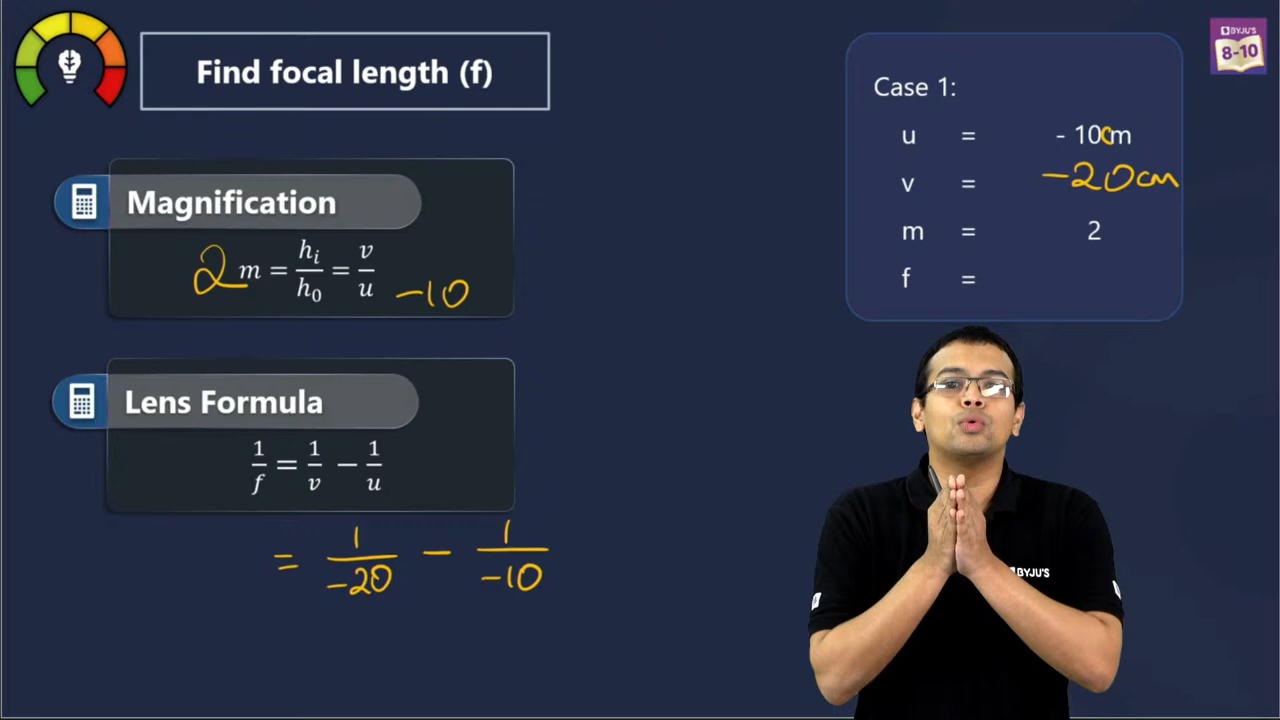 Find focal length (f)
BYJU'S
8-10
Case 1:
u = - 10cm
v = -20cm
m = 2
f =
Magnification
2 m = hᵢ/h₀ = v/u -10
Lens Formula
1/f = 1/v − 1/u
= 1/-20 − 1/-10
BYJU'S